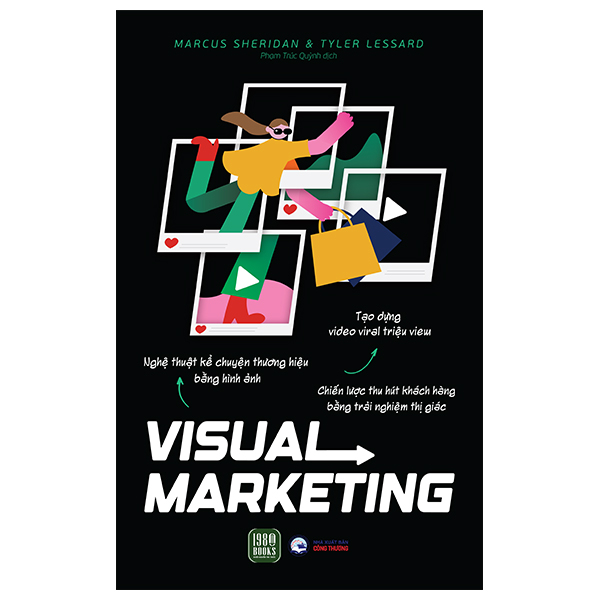 MARCUS SHERIDAN & TYLER LESSARD
Phạm Trúc Quỳnh dịch
Tạo dựng
video viral triệu view
Nghệ thuật kể chuyện thương hiệu
bằng hình ảnh
Chiến lược thu hút khách hàng
bằng trải nghiệm thị giác
VISUAL
MARKETING
1980
BOOKS
NHÀ XUẤT BẢN
CÔNG THƯƠNG